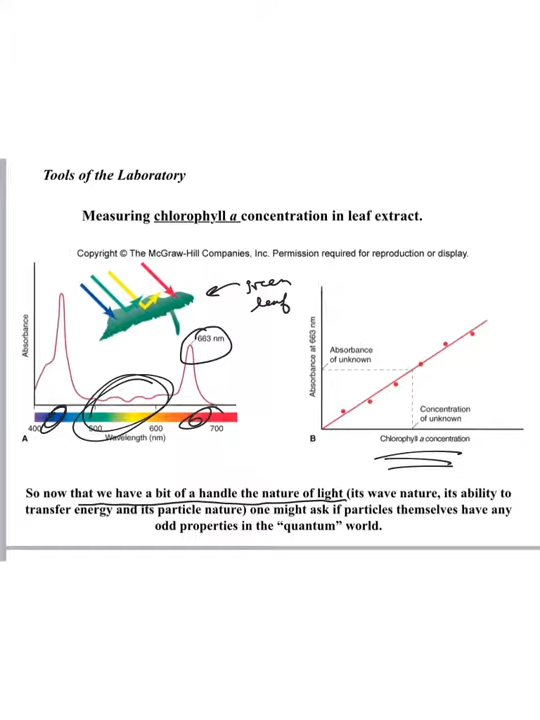 Tools of the Laboratory
Measuring chlorophyll a concentration in leaf extract.
Copyright © The McGraw-Hill Companies, Inc. Permission required for reproduction or display.
green
leaf
663 nm
Absorbance
400
500
600
700
A
Wavelength (nm)
Absorbance at 663 nm
Absorbance
of unknown
Concentration
of unknown
B
Chlorophyll a concentration
So now that we have a bit of a handle the nature of light (its wave nature, its ability to
transfer energy and its particle nature) one might ask if particles themselves have any
odd properties in the “quantum” world.